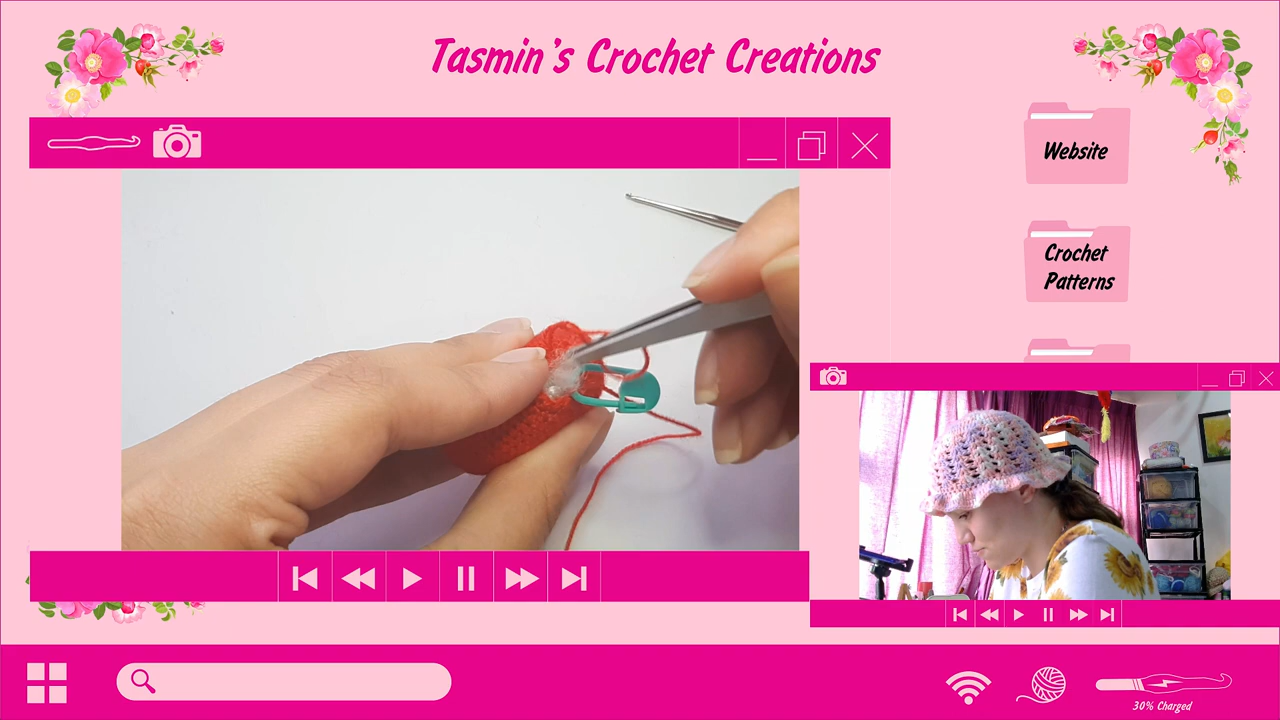 Tasmin's Crochet Creations
Website
Crochet
Patterns
30% Charged